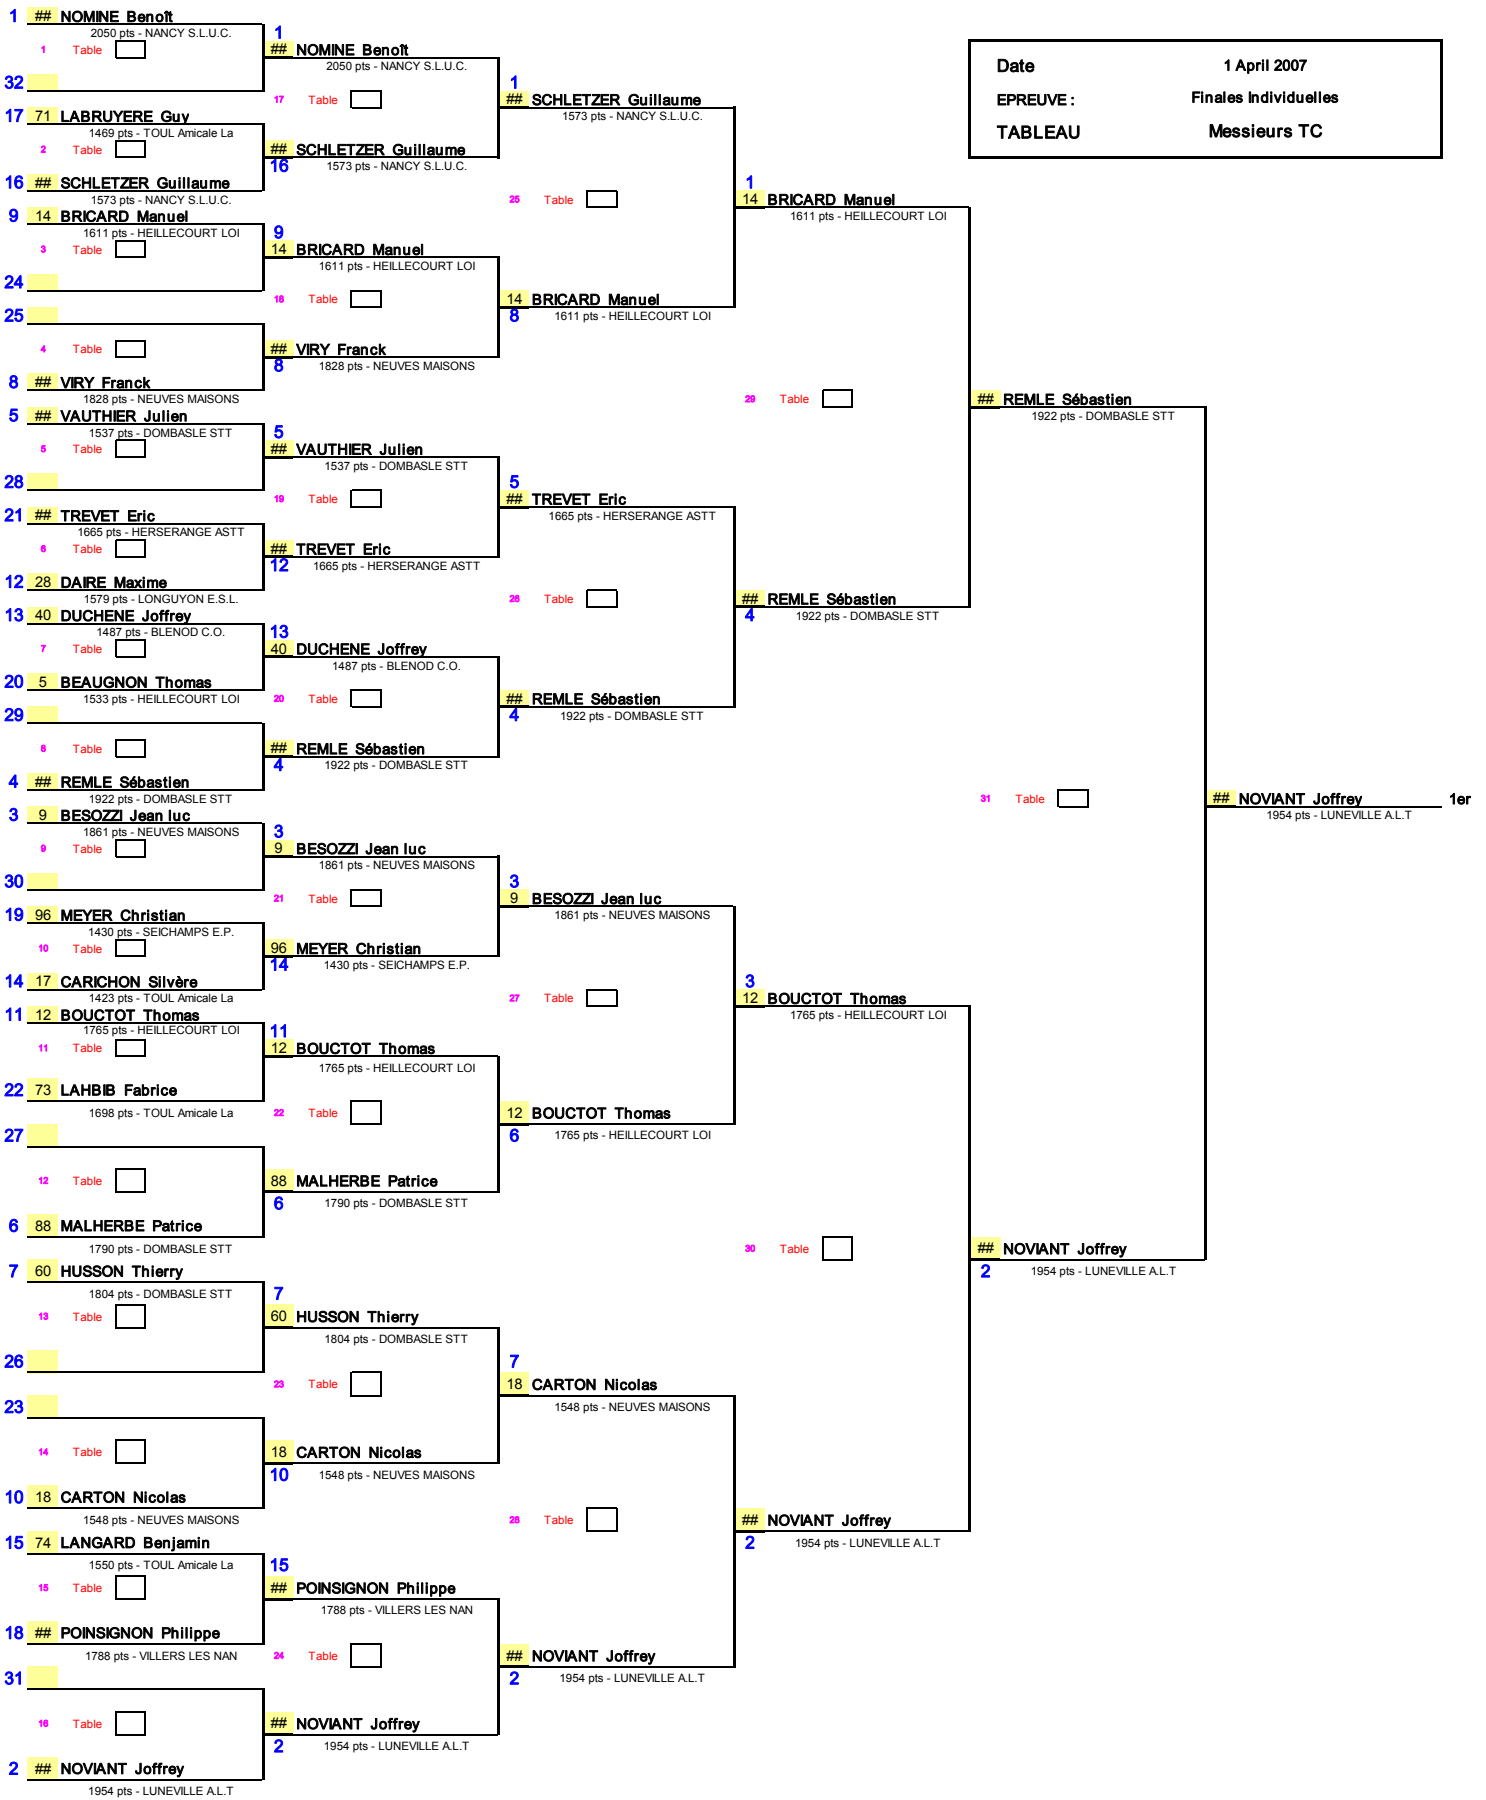 Date 1 April 2007
EPREUVE : Finales Individuelles
TABLEAU Messieurs TC
1 ## NOMINE Benoît
2050 pts - NANCY S.L.U.C.
1 Table
32
17 71 LABRUYERE Guy
1469 pts - TOUL Amicale La
2 Table
16 ## SCHLETZER Guillaume
1573 pts - NANCY S.L.U.C.
9 14 BRICARD Manuel
1611 pts - HEILLECOURT LOI
3 Table
24
25
4 Table
8 ## VIRY Franck
1828 pts - NEUVES MAISONS
5 ## VAUTHIER Julien
1537 pts - DOMBASLE STT
5 Table
28
21 ## TREVET Eric
1665 pts - HERSERANGE ASTT
6 Table
12 28 DAIRE Maxime
1579 pts - LONGUYON E.S.L.
13 40 DUCHENE Joffrey
1487 pts - BLENOD C.O.
7 Table
20 5 BEAUGNON Thomas
1533 pts - HEILLECOURT LOI
29
8 Table
4 ## REMLE Sébastien
1922 pts - DOMBASLE STT
3 9 BESOZZI Jean luc
1861 pts - NEUVES MAISONS
9 Table
30
19 96 MEYER Christian
1430 pts - SEICHAMPS E.P.
10 Table
14 17 CARICHON Silvère
1423 pts - TOUL Amicale La
11 12 BOUCTOT Thomas
1765 pts - HEILLECOURT LOI
11 Table
22 73 LAHBIB Fabrice
1698 pts - TOUL Amicale La
27
12 Table
6 88 MALHERBE Patrice
1790 pts - DOMBASLE STT
7 60 HUSSON Thierry
1804 pts - DOMBASLE STT
13 Table
26
23
14 Table
10 18 CARTON Nicolas
1548 pts - NEUVES MAISONS
15 74 LANGARD Benjamin
1550 pts - TOUL Amicale La
15 Table
18 ## POINSIGNON Philippe
1788 pts - VILLERS LES NAN
31
16 Table
2 ## NOVIANT Joffrey
1954 pts - LUNEVILLE A.L.T
1
## NOMINE Benoît
2050 pts - NANCY S.L.U.C.
17 Table
## SCHLETZER Guillaume
16 1573 pts - NANCY S.L.U.C.
9
14 BRICARD Manuel
1611 pts - HEILLECOURT LOI
18 Table
## VIRY Franck
8 1828 pts - NEUVES MAISONS
5
## VAUTHIER Julien
1537 pts - DOMBASLE STT
19 Table
## TREVET Eric
12 1665 pts - HERSERANGE ASTT
13
40 DUCHENE Joffrey
1487 pts - BLENOD C.O.
20 Table
## REMLE Sébastien
4 1922 pts - DOMBASLE STT
3
9 BESOZZI Jean luc
1861 pts - NEUVES MAISONS
21 Table
96 MEYER Christian
14 1430 pts - SEICHAMPS E.P.
11
12 BOUCTOT Thomas
1765 pts - HEILLECOURT LOI
22 Table
88 MALHERBE Patrice
6 1790 pts - DOMBASLE STT
7
60 HUSSON Thierry
1804 pts - DOMBASLE STT
23 Table
18 CARTON Nicolas
10 1548 pts - NEUVES MAISONS
15
## POINSIGNON Philippe
1788 pts - VILLERS LES NAN
24 Table
## NOVIANT Joffrey
2 1954 pts - LUNEVILLE A.L.T
1
## SCHLETZER Guillaume
1573 pts - NANCY S.L.U.C.
25 Table
14 BRICARD Manuel
8 1611 pts - HEILLECOURT LOI
5
## TREVET Eric
1665 pts - HERSERANGE ASTT
26 Table
## REMLE Sébastien
4 1922 pts - DOMBASLE STT
3
9 BESOZZI Jean luc
1861 pts - NEUVES MAISONS
27 Table
12 BOUCTOT Thomas
6 1765 pts - HEILLECOURT LOI
7
18 CARTON Nicolas
1548 pts - NEUVES MAISONS
28 Table
## NOVIANT Joffrey
2 1954 pts - LUNEVILLE A.L.T
1
14 BRICARD Manuel
1611 pts - HEILLECOURT LOI
29 Table
## REMLE Sébastien
4 1922 pts - DOMBASLE STT
3
12 BOUCTOT Thomas
1765 pts - HEILLECOURT LOI
30 Table
## NOVIANT Joffrey
2 1954 pts - LUNEVILLE A.L.T
## REMLE Sébastien
1922 pts - DOMBASLE STT
31 Table
## NOVIANT Joffrey
2 1954 pts - LUNEVILLE A.L.T
## NOVIANT Joffrey 1er
1954 pts - LUNEVILLE A.L.T